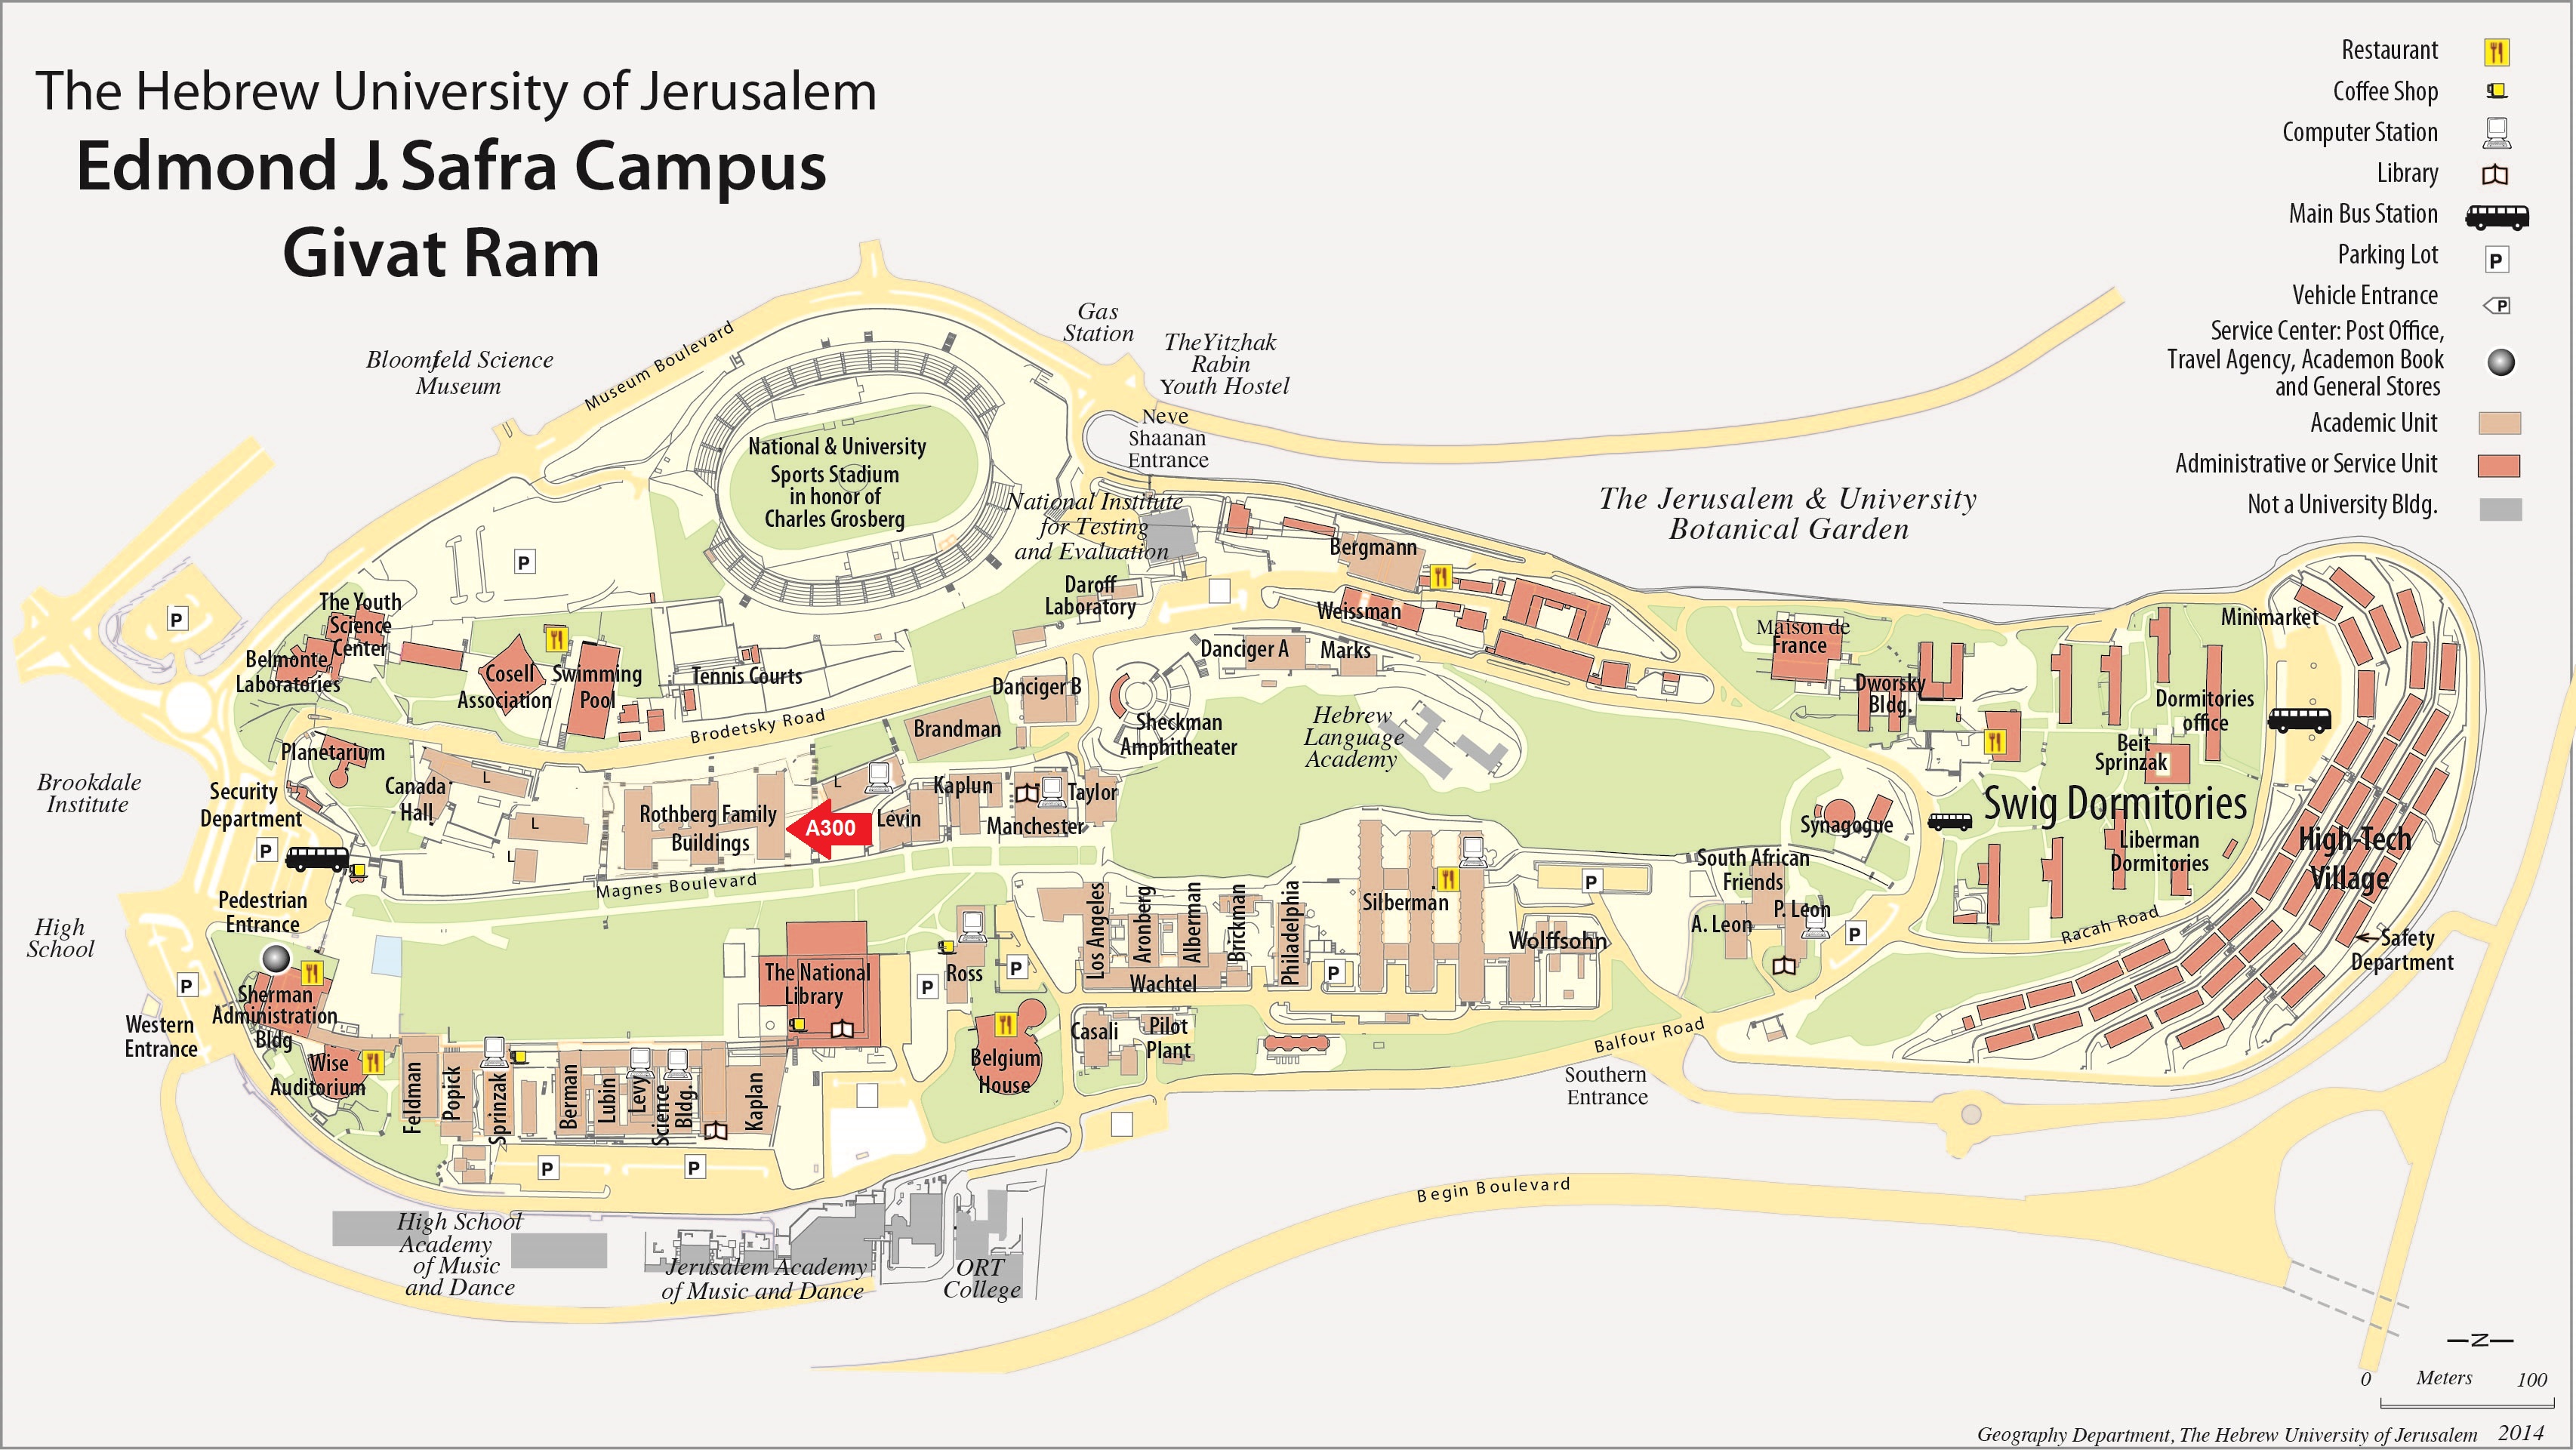 The Hebrew University of Jerusalem
Edmond J. Safra Campus
Givat Ram
Restaurant
Coffee Shop
Computer Station
Library
Main Bus Station
Parking Lot
P
Vehicle Entrance
P
Service Center: Post Office,
Travel Agency, Academon Book
and General Stores
Academic Unit
Administrative or Service Unit
Not a University Bldg.
Gas
Station
TheYitzhak
Rabin
Youth Hostel
Bloomfield Science
Museum
Museum Boulevard
Neve
Shaanan
Entrance
National & University
Sports Stadium
in honor of
Charles Grosberg
National Institute
for Testing
and Evaluation
The Jerusalem & University
Botanical Garden
Bergmann
P
P
Daroff
Laboratory
Weissman
The Youth
Science
Center
Belmonte
Laboratories
Cosell
Association
Swimming
Pool
Tennis Courts
Danciger A
Marks
Maison de
France
Minimarket
Danciger B
Brodetsky Road
Brandman
Sheckman
Amphitheater
Hebrew
Language
Academy
Dworsky
Bldg.
Dormitories
office
Beit
Sprinzak
Planetarium
Brookdale
Institute
Security
Department
Canada
Hall
L
L
L
Rothberg Family
Buildings
L
A300
Levin
Kaplun
Manchester
Taylor
Synagogue
Swig Dormitories
Liberman
Dormitories
High-Tech
Village
P
Magnes Boulevard
Pedestrian
Entrance
High
School
Los Angeles
Aronberg
Alberman
Brickman
Philadelphia
Silberman
P
South African
Friends
A. Leon
P. Leon
P
Racah Road
Safety
Department
Wolffsohn
Wachtel
P
The National
Library
P
Ross
P
P
Sherman
Administration
Bldg
Western
Entrance
Wise
Auditorium
Belgium
House
Casali
Pilot
Plant
Balfour Road
Southern
Entrance
Feldman
Popick
Sprinzak
Berman
Lubin
Levy
Science
Bldg.
Kaplan
P
P
Begin Boulevard
High School
Academy
of Music
and Dance
Jerusalem Academy
of Music and Dance
ORT
College
N
0 Meters 100
Geography Department, The Hebrew University of Jerusalem 2014